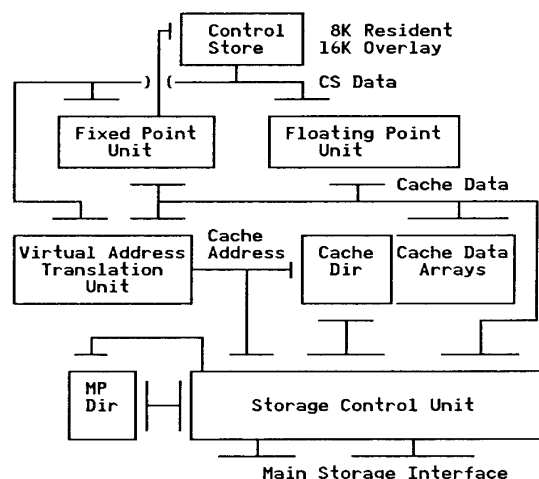 Control
Store
8K Resident
16K Overlay
CS Data
Fixed Point
Unit
Floating Point
Unit
Cache Data
Virtual Address
Translation
Unit
Cache
Address
Cache
Dir
Cache Data
Arrays
MP
Dir
Storage Control Unit
Main Storage Interface